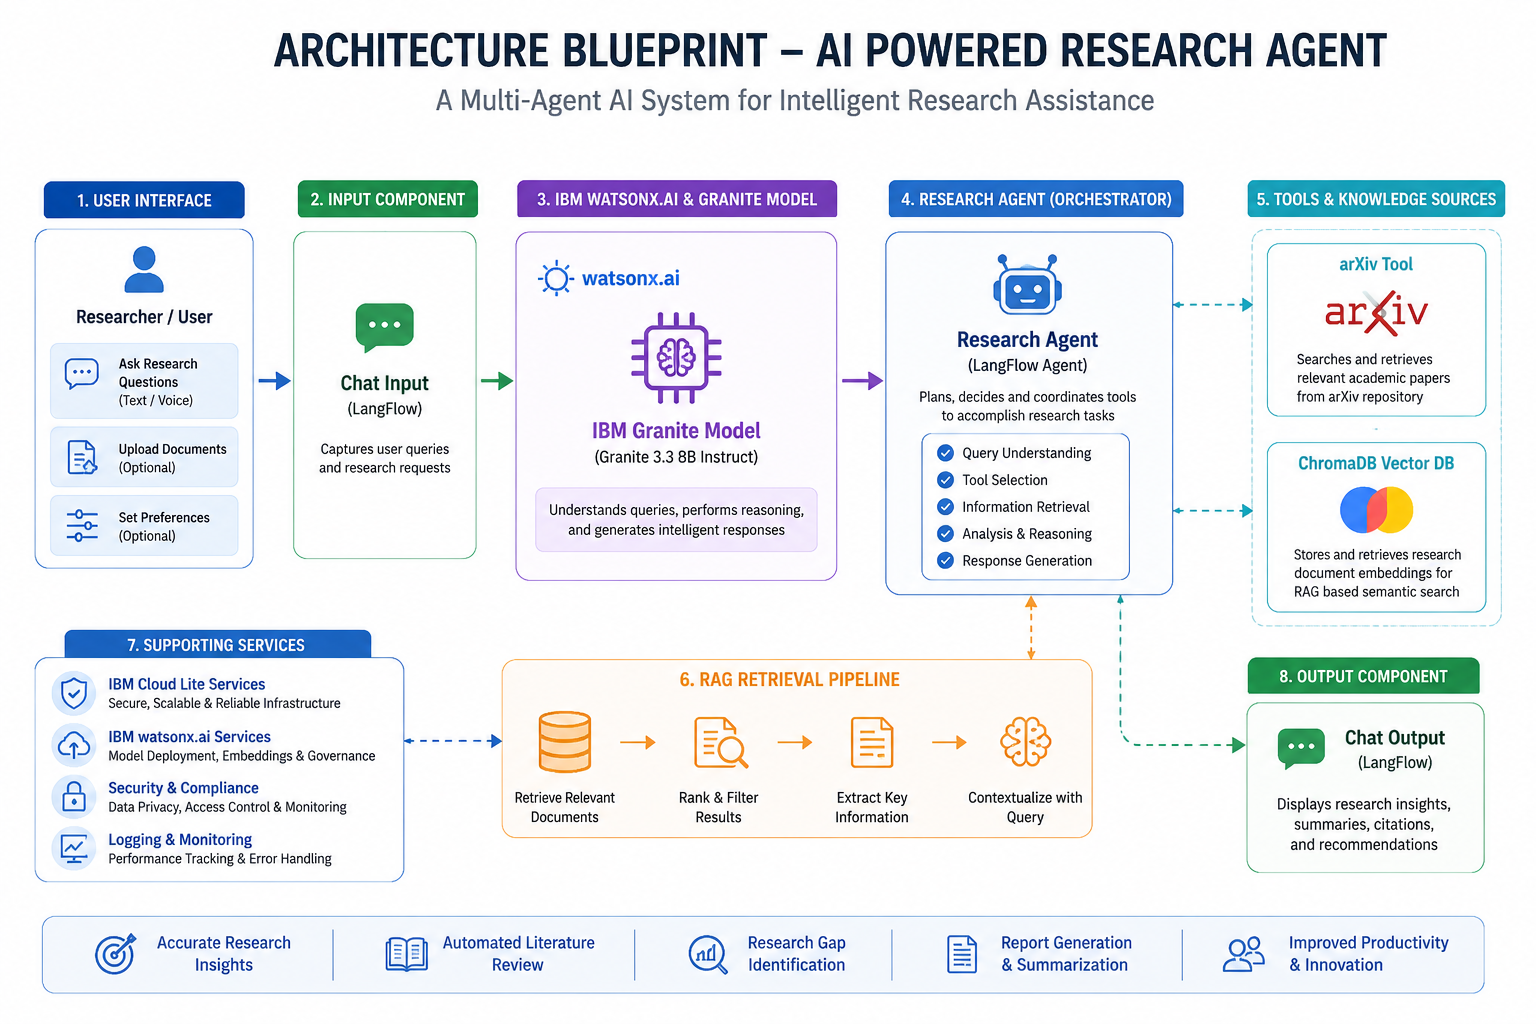 ARCHITECTURE BLUEPRINT – AI POWERED RESEARCH AGENT
A Multi-Agent AI System for Intelligent Research Assistance
1. USER INTERFACE
Researcher / User
Ask Research
Questions
(Text / Voice)
Upload Documents
(Optional)
Set Preferences
(Optional)
2. INPUT COMPONENT
Chat Input
(LangFlow)
Captures user queries
and research requests
3. IBM WATSONX.AI & GRANITE MODEL
watsonx.ai
IBM Granite Model
(Granite 3.3 8B Instruct)
Understands queries, performs reasoning,
and generates intelligent responses
4. RESEARCH AGENT (ORCHESTRATOR)
Research Agent
(LangFlow Agent)
Plans, decides and coordinates tools
to accomplish research tasks
Query Understanding
Tool Selection
Information Retrieval
Analysis & Reasoning
Response Generation
5. TOOLS & KNOWLEDGE SOURCES
arXiv Tool
arXiv
Searches and retrieves
relevant academic papers
from arXiv repository
ChromaDB Vector DB
Stores and retrieves research
document embeddings for
RAG based semantic search
7. SUPPORTING SERVICES
IBM Cloud Lite Services
Secure, Scalable & Reliable Infrastructure
IBM watsonx.ai Services
Model Deployment, Embeddings & Governance
Security & Compliance
Data Privacy, Access Control & Monitoring
Logging & Monitoring
Performance Tracking & Error Handling
6. RAG RETRIEVAL PIPELINE
Retrieve Relevant
Documents
Rank & Filter
Results
Extract Key
Information
Contextualize with
Query
8. OUTPUT COMPONENT
Chat Output
(LangFlow)
Displays research insights,
summaries, citations,
and recommendations
Accurate Research
Insights
Automated Literature
Review
Research Gap
Identification
Report Generation
& Summarization
Improved Productivity
& Innovation